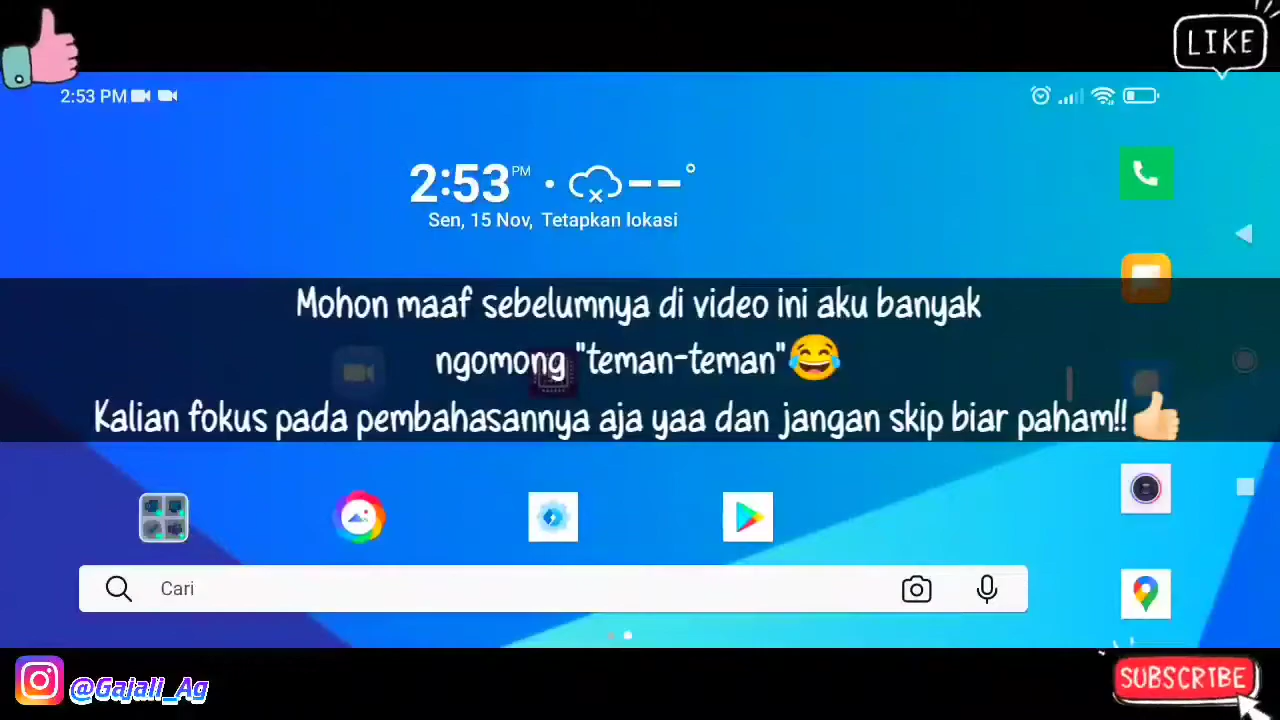 LIKE
2:53 PM
2:53 PM • --°
Sen, 15 Nov, Tetapkan lokasi
Mohon maaf sebelumnya di video ini aku banyak
ngomong "teman-teman"😂
Kalian fokus pada pembahasannya aja yaa dan jangan skip biar paham!!👍🏻
Cari
@Gajali_Ag
SUBSCRIBE